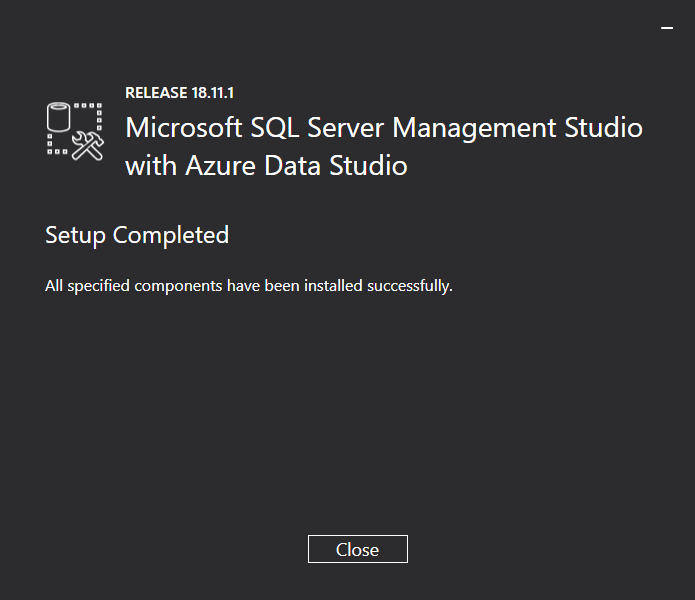 RELEASE 18.11.1
Microsoft SQL Server Management Studio
with Azure Data Studio
Setup Completed
All specified components have been installed successfully.
Close